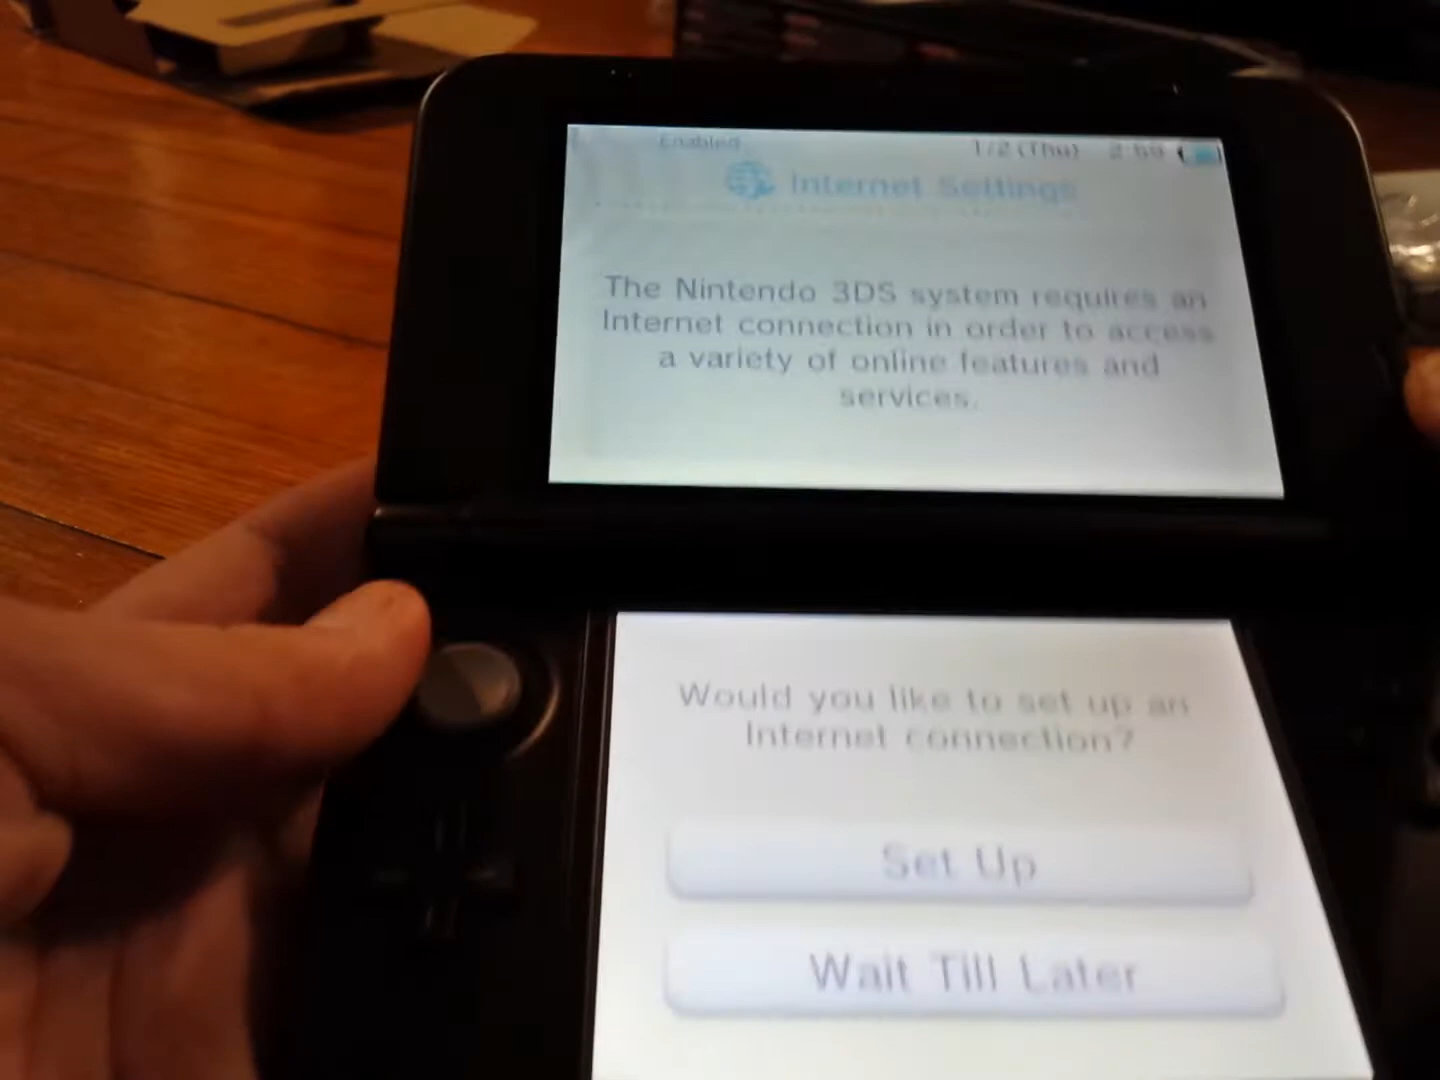 Enabled
1/2 (Thu) 2:59
Internet Settings
The Nintendo 3DS system requires an
Internet connection in order to access
a variety of online features and
services.
Would you like to set up an
Internet connection?
Set Up
Wait Till Later